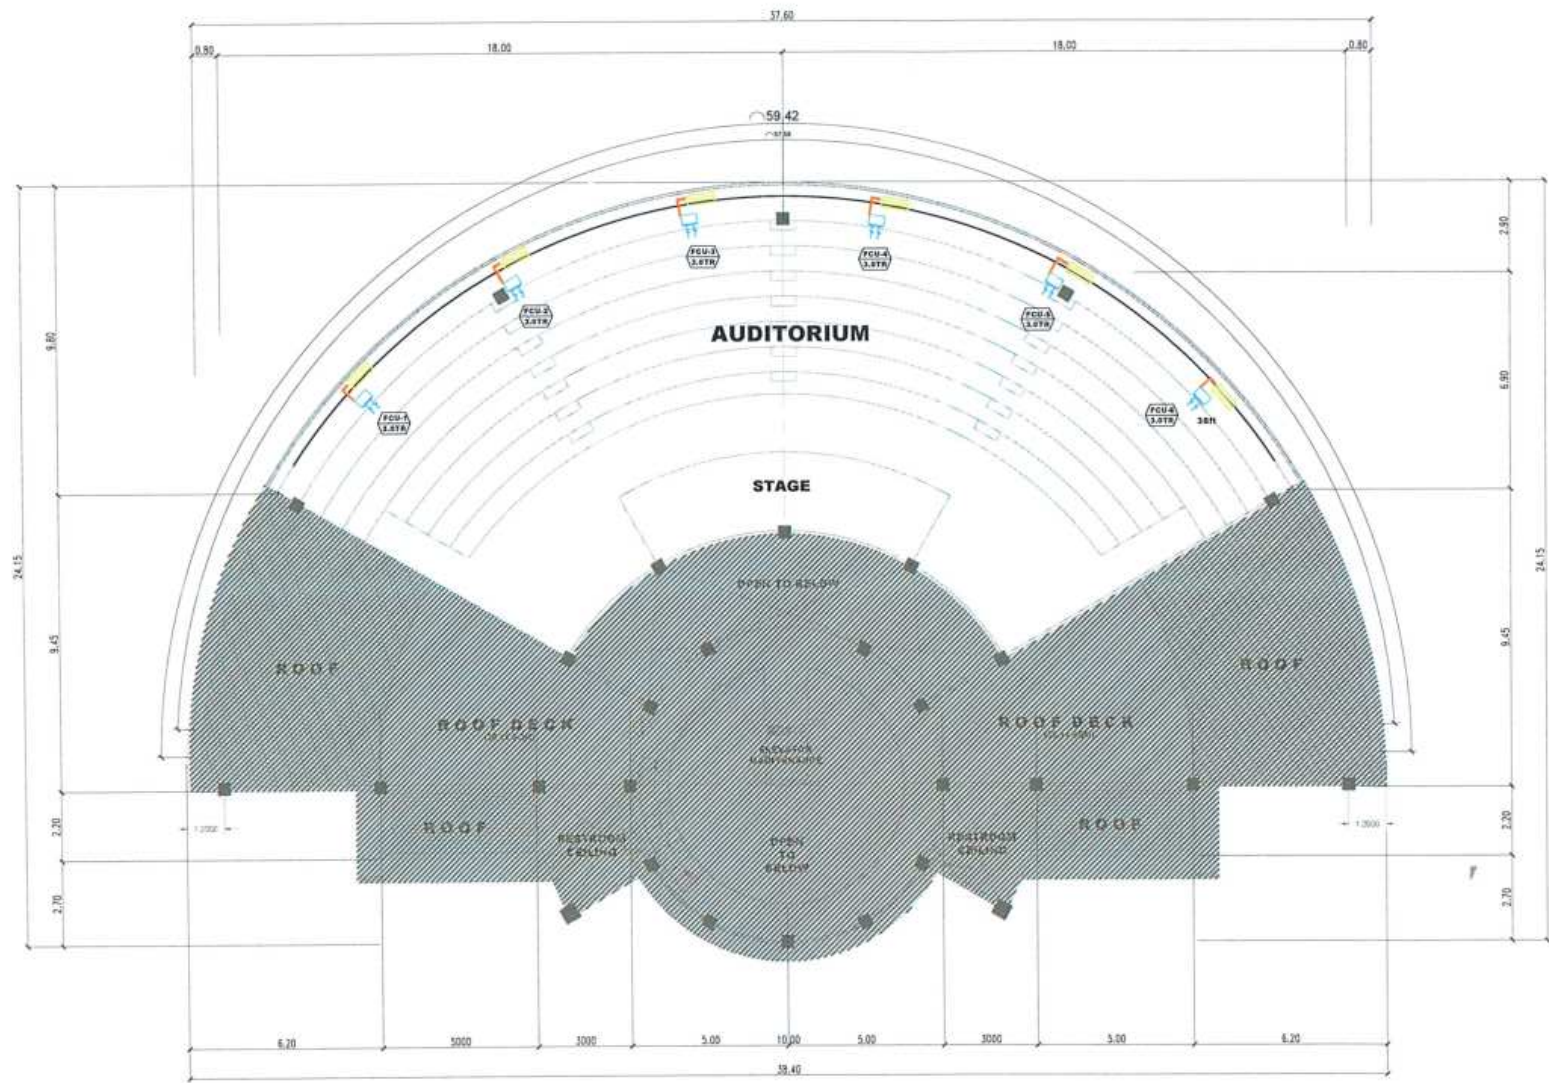 37.60
0.80
18.00
18.00
0.80
59.42
2.90
9.80
FCU-3
3.0TR
FCU-4
3.0TR
FCU-2
3.0TR
FCU-5
3.0TR
AUDITORIUM
6.90
FCU-1
3.0TR
FCU-6
3.0TR
38ft
STAGE
24.15
24.15
OPEN TO BELOW
9.45
9.45
ROOF
ROOF
ROOF DECK
ROOF DECK
ELEVATOR
2.20
ROOF
RESTROOM
CEILING
OPEN
TO
BELOW
RESTROOM
CEILING
ROOF
2.20
2.70
2.70
6.20
5000
3000
5.00
10.00
5.00
3000
5.00
6.20